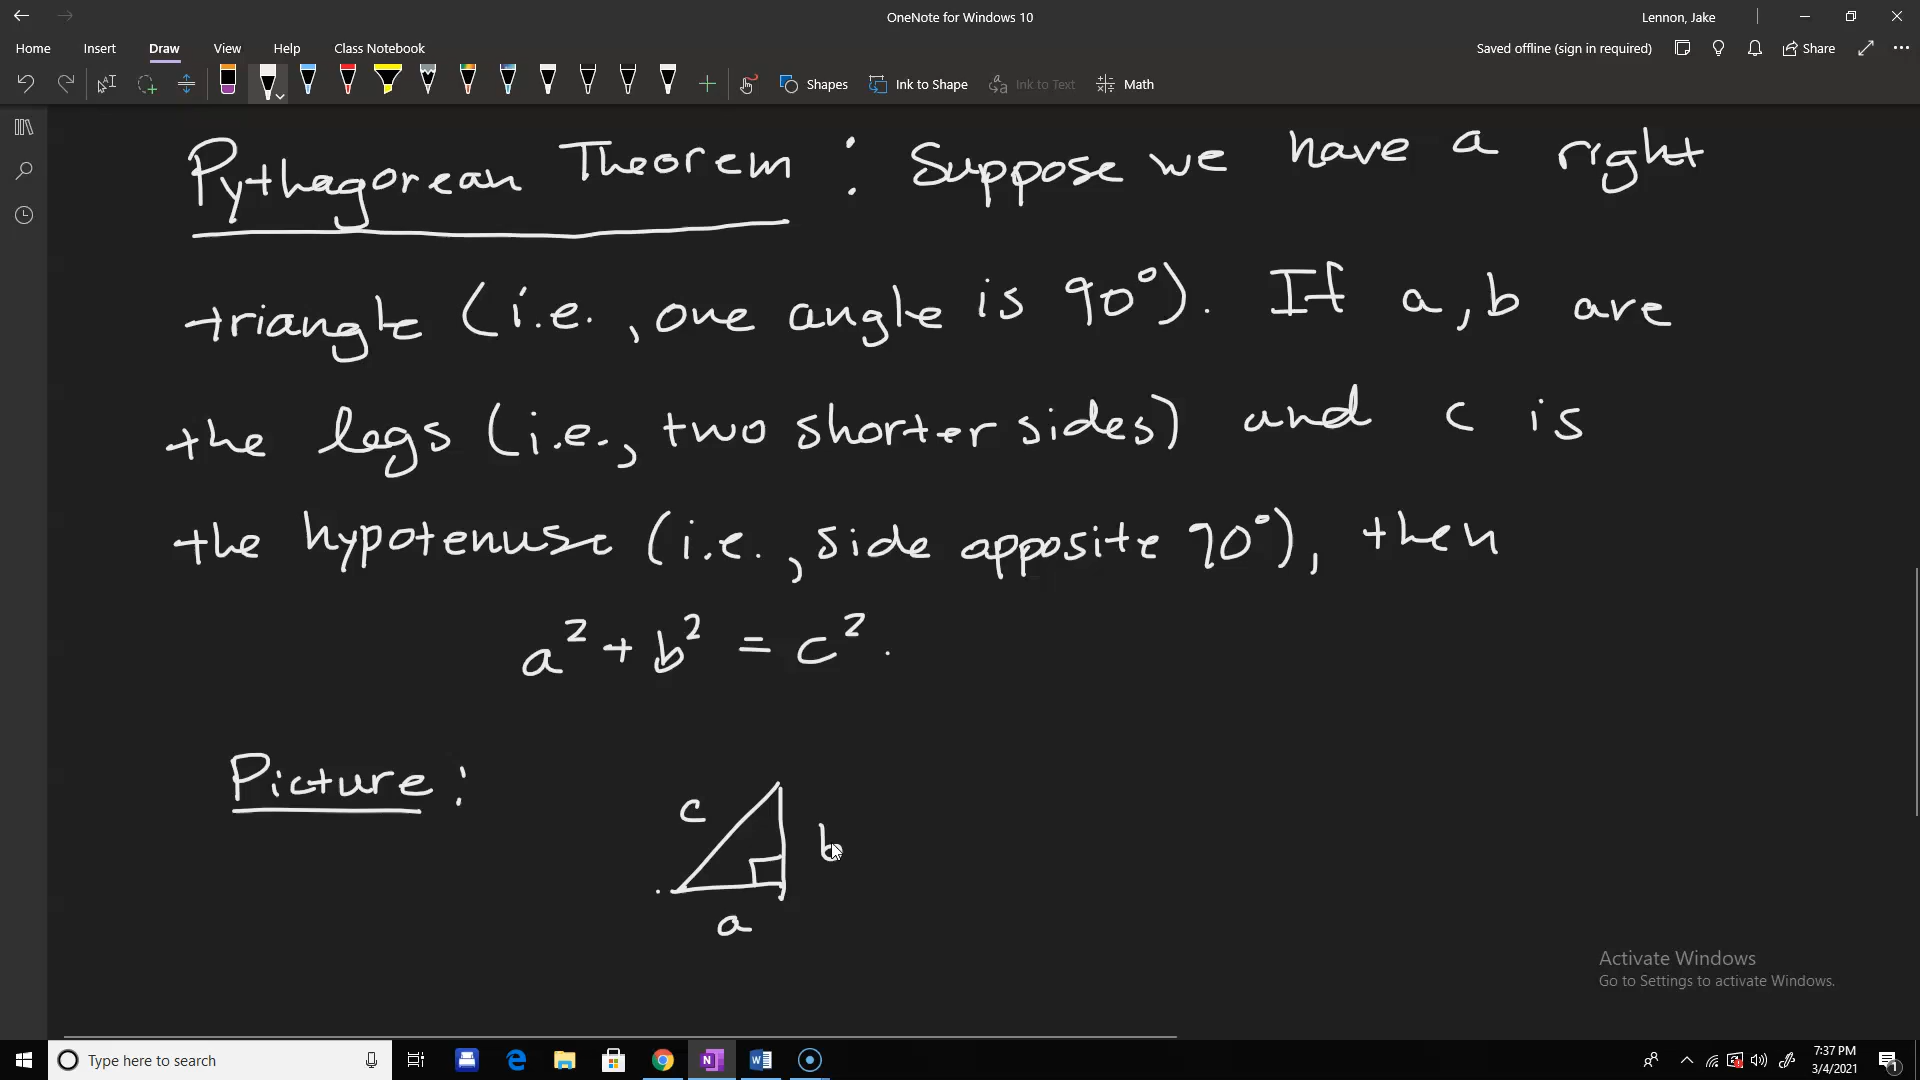 OneNote for Windows 10
Lennon, Jake
Home Insert Draw View Help Class Notebook
Saved offline (sign in required) Share
Shapes Ink to Shape Ink to Text Math
Pythagorean Theorem : Suppose we have a right
triangle (i.e., one angle is 90°). If a, b are
the legs (i.e., two shorter sides) and c is
the hypotenuse (i.e., side apposite 90°), then
a² + b² = c².
Picture:
c
b
a
Activate Windows
Go to Settings to activate Windows.
Type here to search
7:37 PM
3/4/2021
1